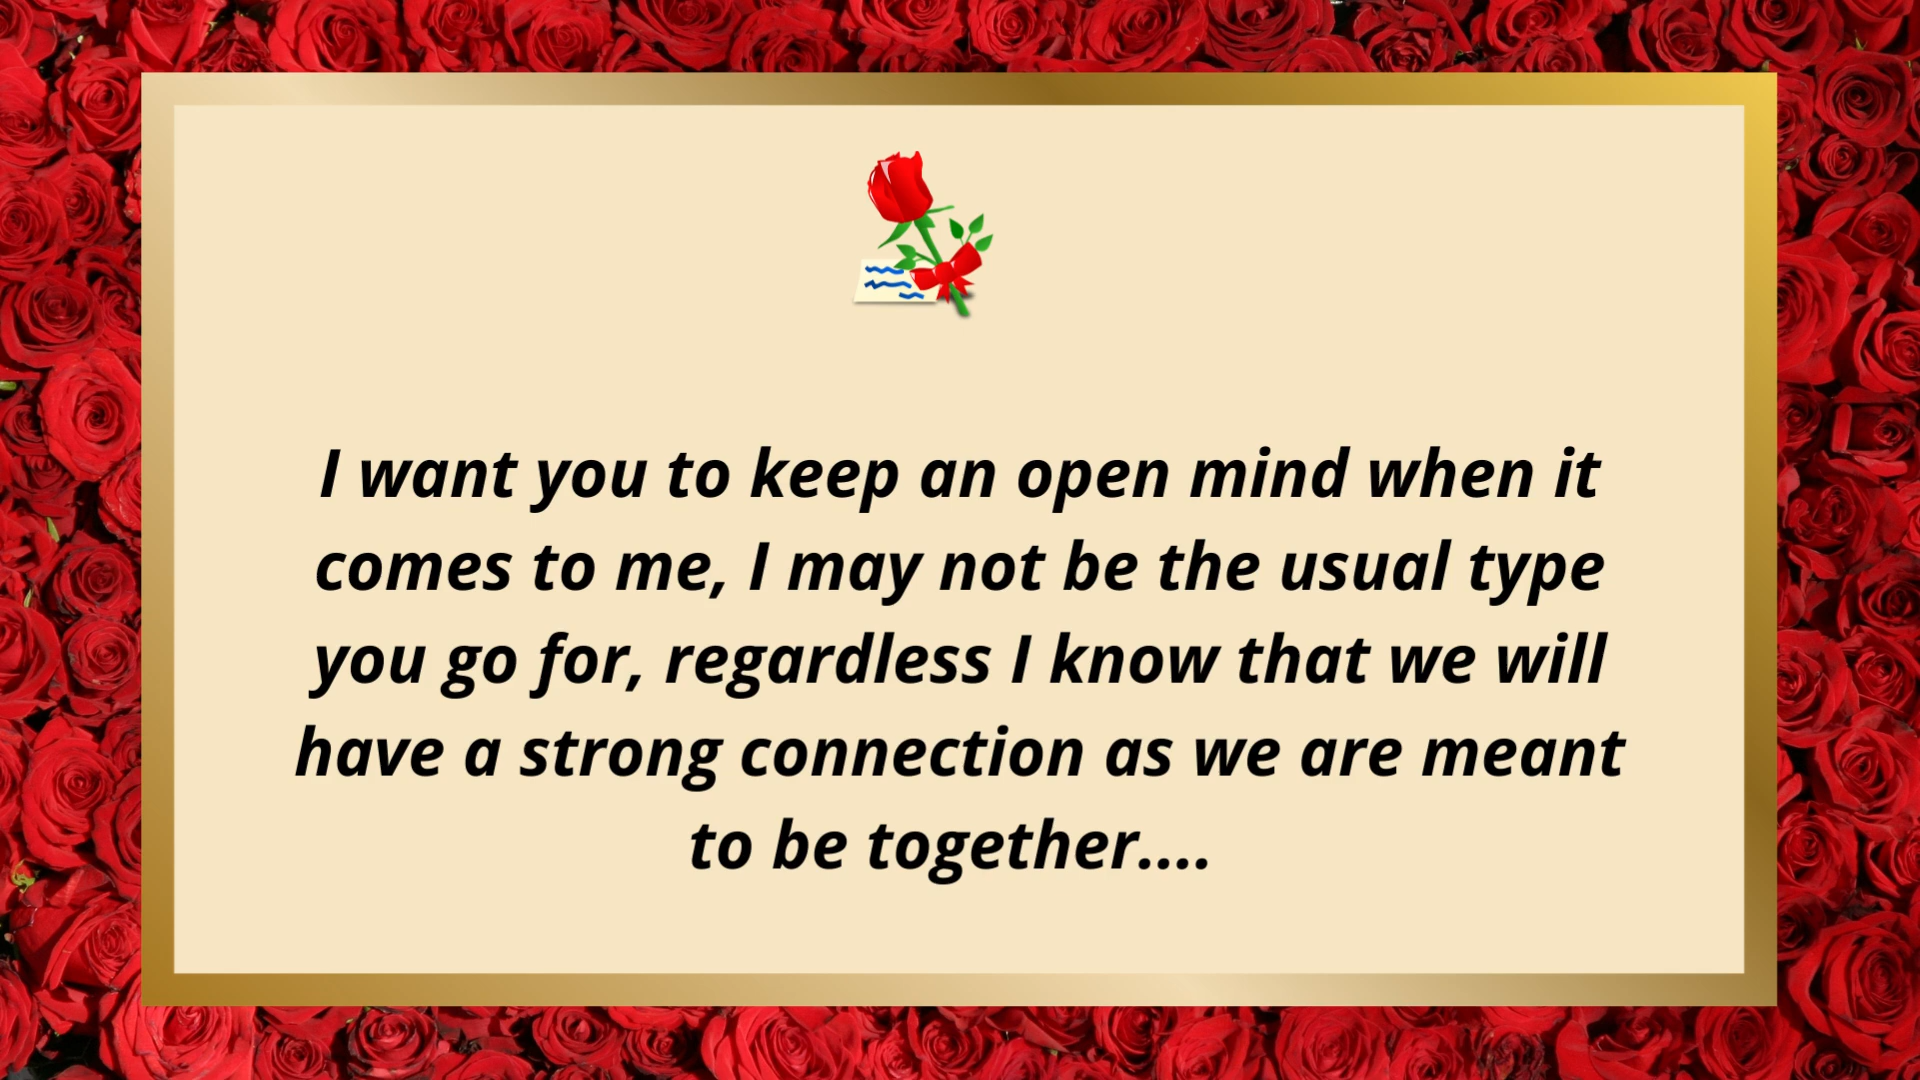 I want you to keep an open mind when it
comes to me, I may not be the usual type
you go for, regardless I know that we will
have a strong connection as we are meant
to be together....